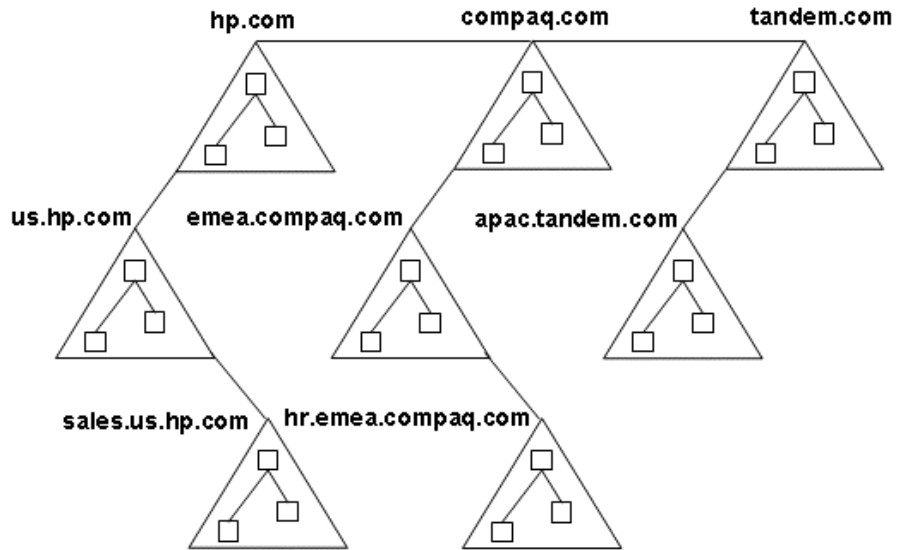 hp.com
compaq.com
tandem.com
us.hp.com
emea.compaq.com
apac.tandem.com
sales.us.hp.com
hr.emea.compaq.com